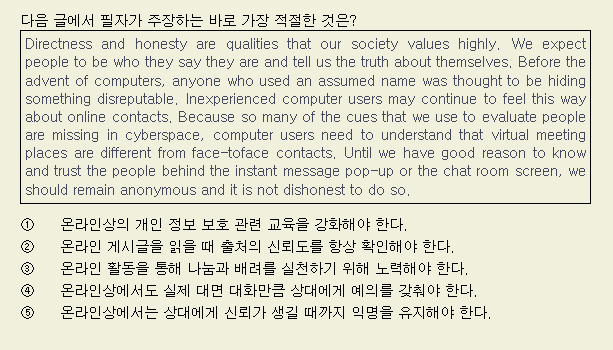 다음 글에서 필자가 주장하는 바로 가장 적절한 것은?
Directness and honesty are qualities that our society values highly. We expect
people to be who they say they are and tell us the truth about themselves. Before the
advent of computers, anyone who used an assumed name was thought to be hiding
something disreputable. Inexperienced computer users may continue to feel this way
about online contacts. Because so many of the cues that we use to evaluate people
are missing in cyberspace, computer users need to understand that virtual meeting
places are different from face-toface contacts. Until we have good reason to know
and trust the people behind the instant message pop-up or the chat room screen, we
should remain anonymous and it is not dishonest to do so.
① 온라인상의 개인 정보 보호 관련 교육을 강화해야 한다.
② 온라인 게시글을 읽을 때 출처의 신뢰도를 항상 확인해야 한다.
③ 온라인 활동을 통해 나눔과 배려를 실천하기 위해 노력해야 한다.
④ 온라인상에서도 실제 대면 대화만큼 상대에게 예의를 갖춰야 한다.
⑤ 온라인상에서는 상대에게 신뢰가 생길 때까지 익명을 유지해야 한다.